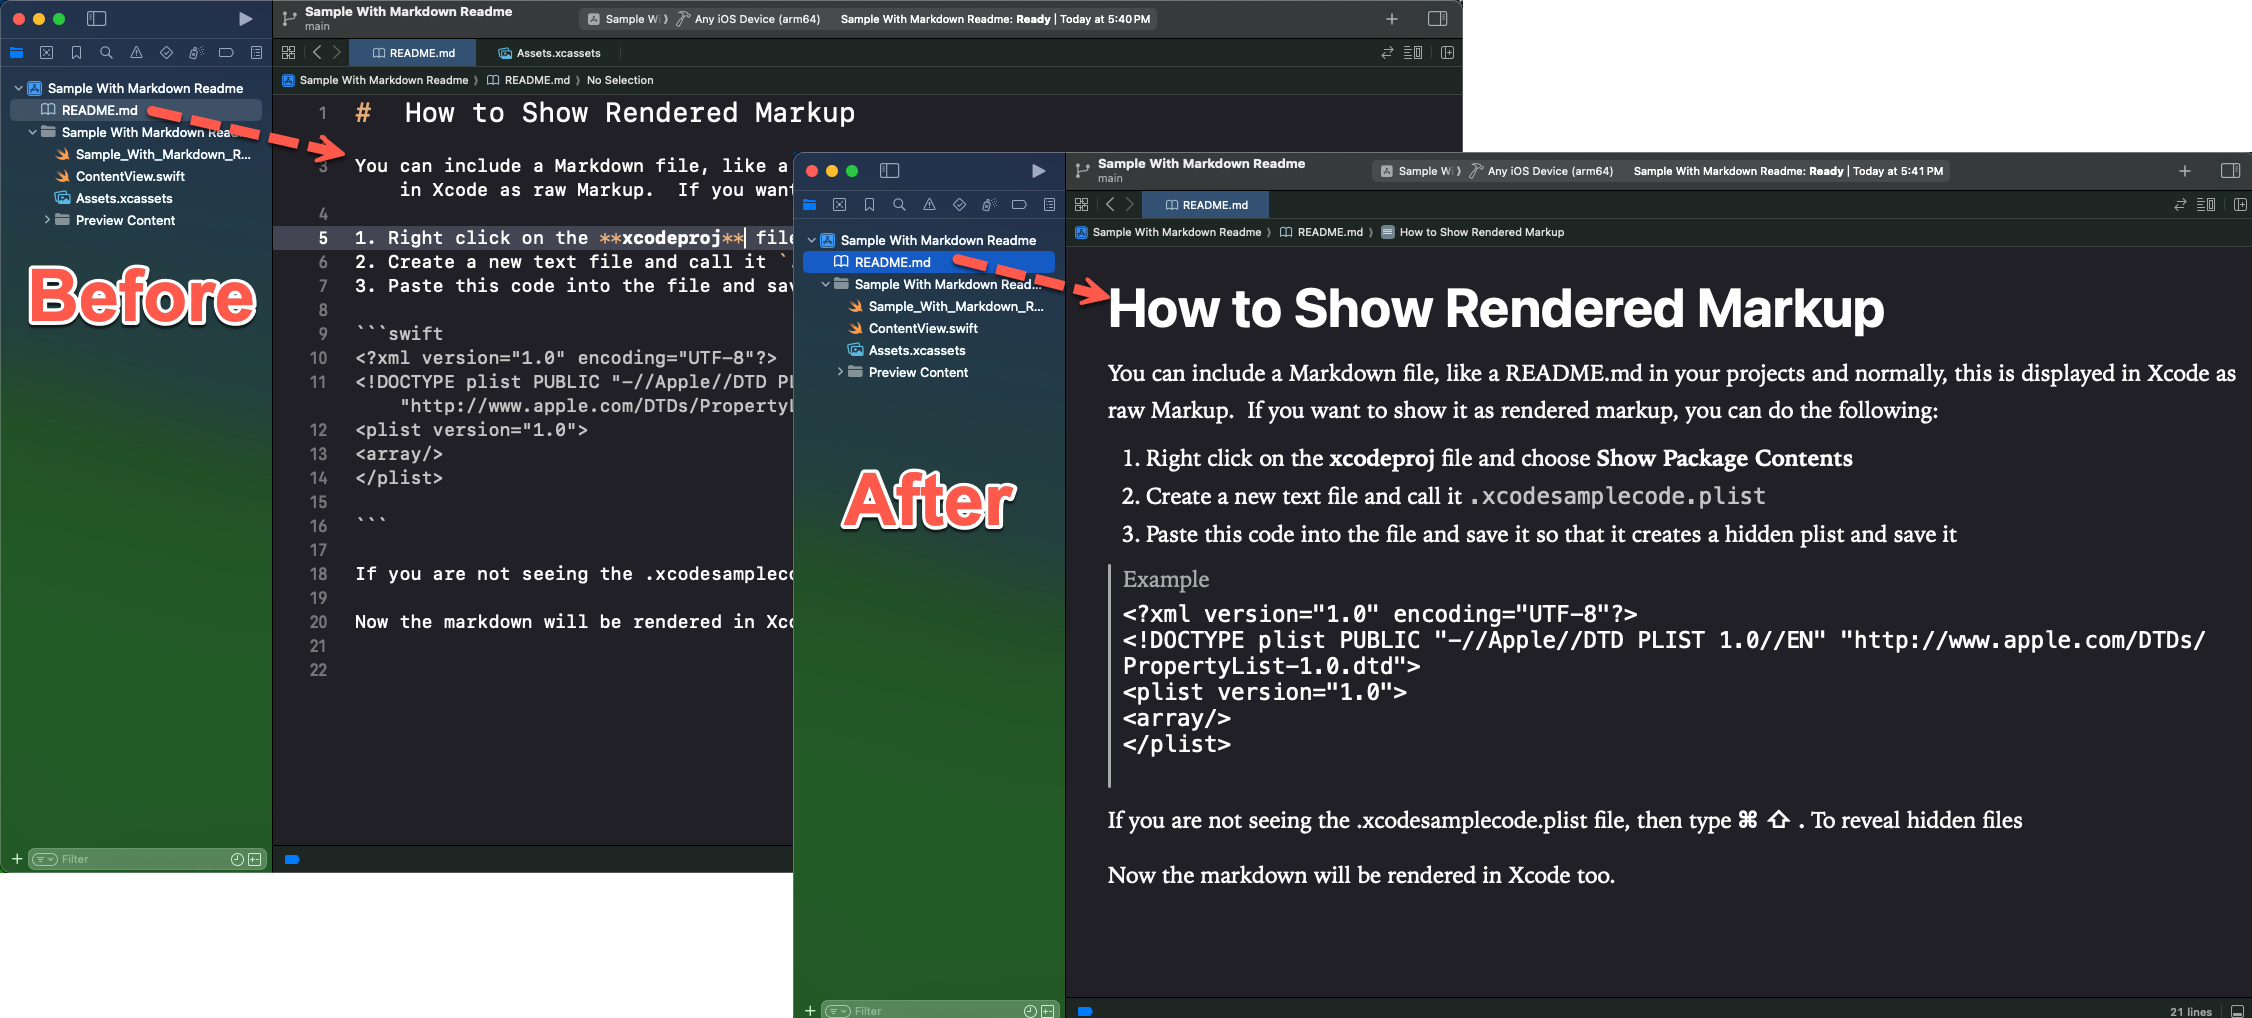 Sample With Markdown Readme
main
Sample Wi
Any iOS Device (arm64)
Sample With Markdown Readme: Ready | Today at 5:40 PM
README.md
Assets.xcassets
Sample With Markdown Readme
README.md
No Selection
Sample With Markdown Readme
README.md
Sample With Markdown Read...
Sample_With_Markdown_R...
ContentView.swift
Assets.xcassets
Preview Content
Before
Filter
1 #  How to Show Rendered Markup
3 You can include a Markdown file, like a
in Xcode as raw Markup.  If you want
4
5 1. Right click on the **xcodeproj** file
6 2. Create a new text file and call it `.
7 3. Paste this code into the file and sav
8
9 ```swift
10 <?xml version="1.0" encoding="UTF-8"?>
11 <!DOCTYPE plist PUBLIC "-//Apple//DTD PL
"http://www.apple.com/DTDs/PropertyL
12 <plist version="1.0">
13 <array/>
14 </plist>
15
16 ```
17
18 If you are not seeing the .xcodesampleco
19
20 Now the markdown will be rendered in Xco
21
22
Sample With Markdown Readme
main
Sample Wi
Any iOS Device (arm64)
Sample With Markdown Readme: Ready | Today at 5:41 PM
README.md
Sample With Markdown Readme
README.md
How to Show Rendered Markup
Sample With Markdown Readme
README.md
Sample With Markdown Read...
Sample_With_Markdown_R...
ContentView.swift
Assets.xcassets
Preview Content
After
Filter
How to Show Rendered Markup
You can include a Markdown file, like a README.md in your projects and normally, this is displayed in Xcode as
raw Markup.  If you want to show it as rendered markup, you can do the following:
1. Right click on the xcodeproj file and choose Show Package Contents
2. Create a new text file and call it .xcodesamplecode.plist
3. Paste this code into the file and save it so that it creates a hidden plist and save it
Example
<?xml version="1.0" encoding="UTF-8"?>
<!DOCTYPE plist PUBLIC "-//Apple//DTD PLIST 1.0//EN" "http://www.apple.com/DTDs/
PropertyList-1.0.dtd">
<plist version="1.0">
<array/>
</plist>
If you are not seeing the .xcodesamplecode.plist file, then type ⌘ ⇧ . To reveal hidden files
Now the markdown will be rendered in Xcode too.
21 lines